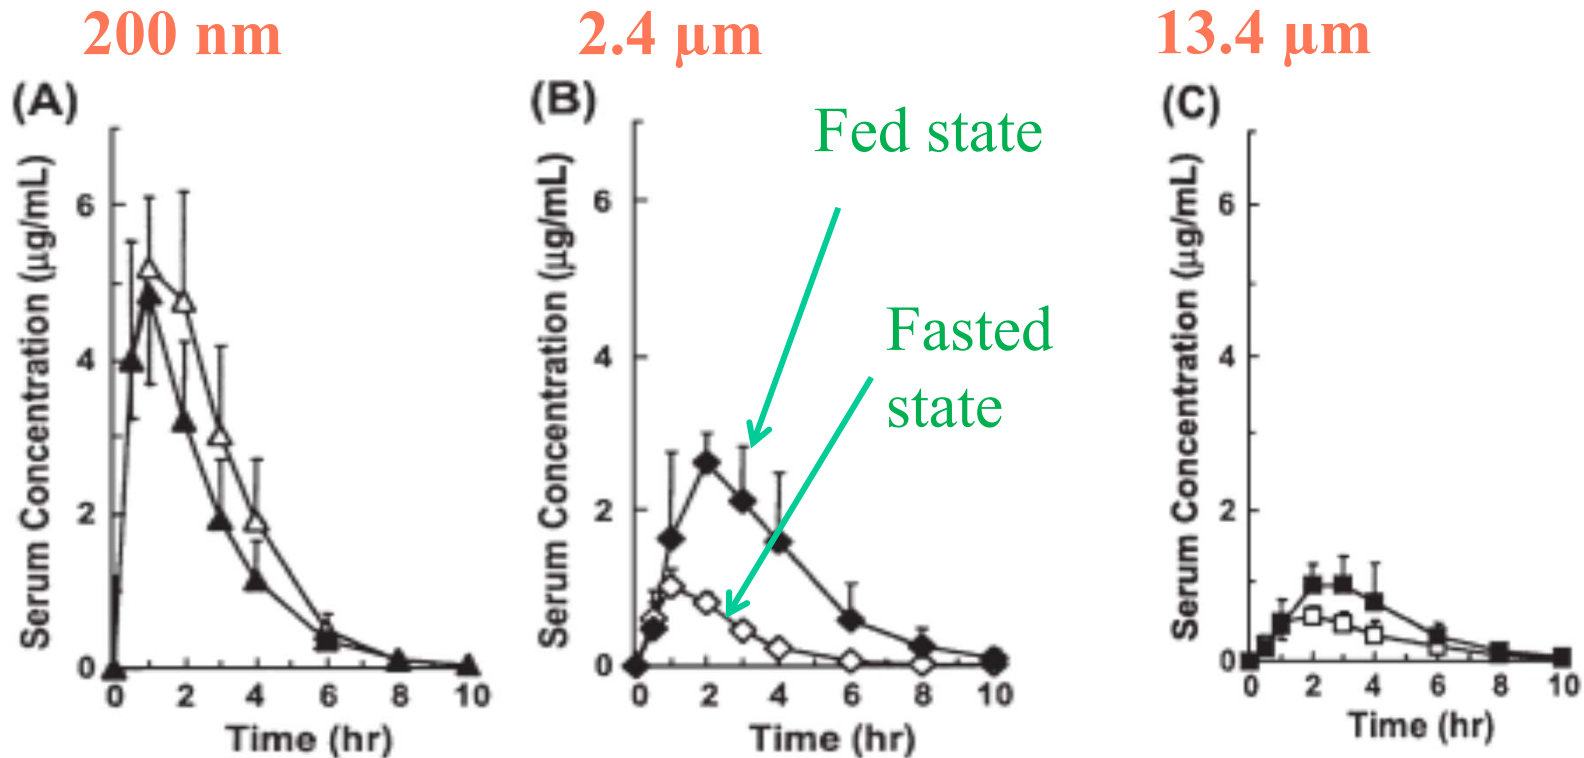 200 nm
2.4 μm
13.4 μm
(A)
Serum Concentration (μg/mL)
6
4
2
0
0 2 4 6 8 10
Time (hr)
(B)
Serum Concentration (μg/mL)
6
4
2
0
0 2 4 6 8 10
Time (hr)
Fed state
Fasted
state
(C)
Serum Concentration (μg/mL)
6
4
2
0
0 2 4 6 8 10
Time (hr)